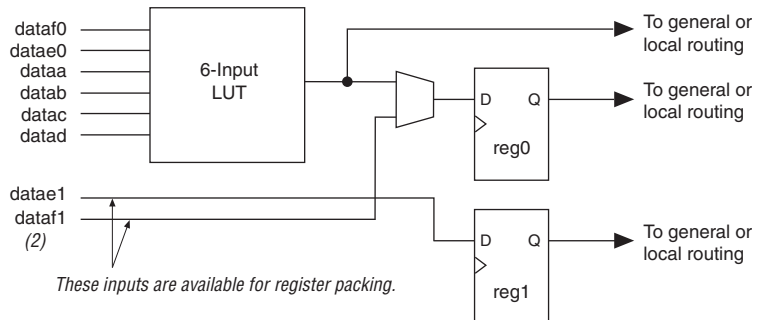 dataf0
datae0
dataa
datab
datac
datad
6-Input
LUT
To general or
local routing
D Q
reg0
To general or
local routing
datae1
dataf1
(2)
These inputs are available for register packing.
D Q
reg1
To general or
local routing